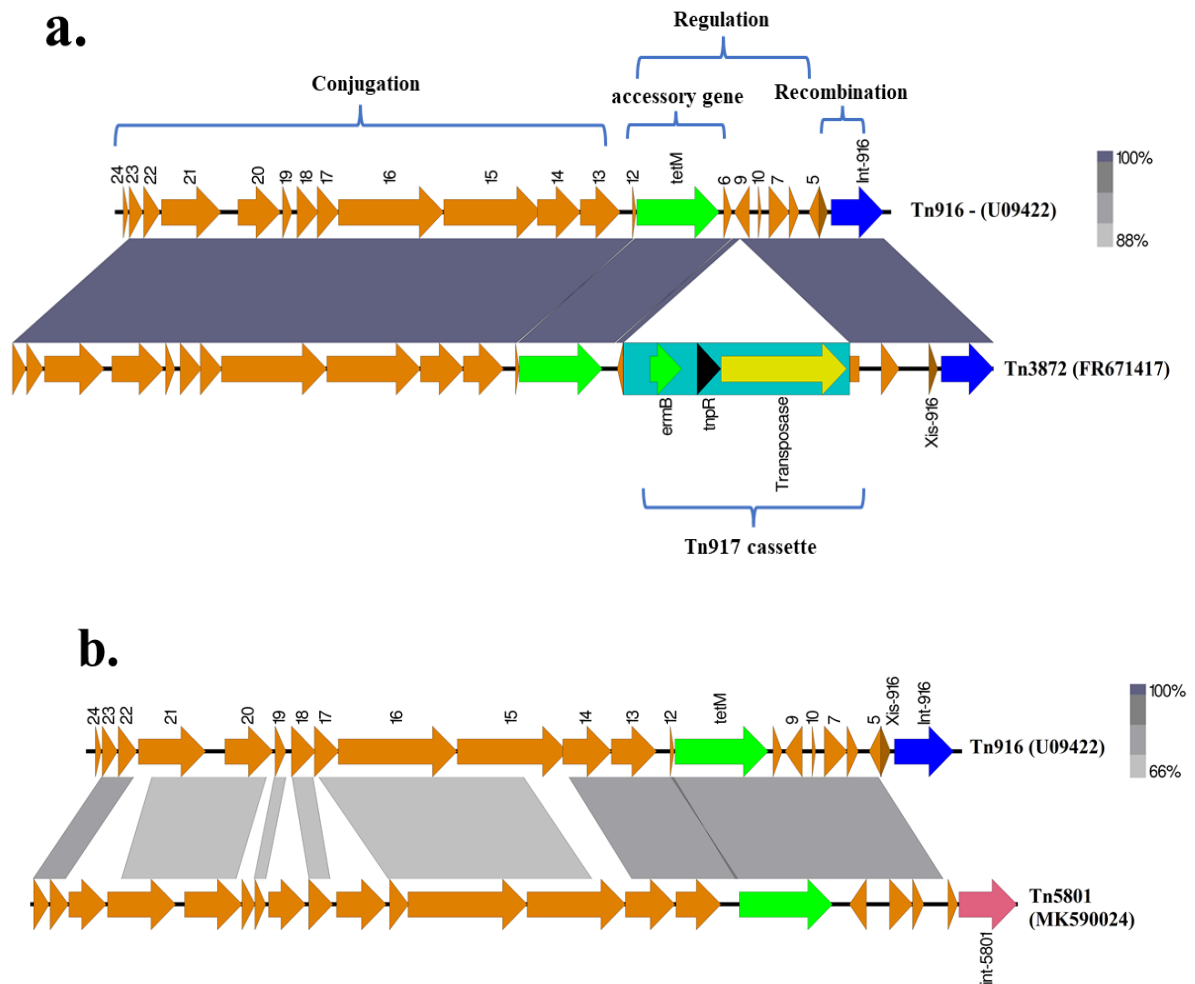 a.
Regulation
Conjugation
accessory gene
Recombination
24 23 22 21 20 19 18 17 16 15 14 13 12 tetM 6 9 10 7 5 Int-916
100%
88%
Tn916 - (U09422)
Tn3872 (FR671417)
ermB tnpR Transposase Xis-916
Tn917 cassette
b.
24 23 22 21 20 19 18 17 16 15 14 13 12 tetM 9 10 7 5 Xis-916 Int-916
100%
66%
Tn916 (U09422)
Tn5801
(MK590024)
int-5801